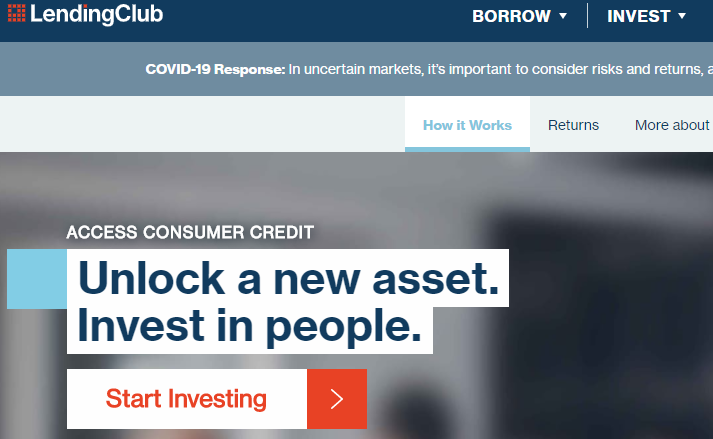 LendingClub
BORROW
INVEST
COVID-19 Response: In uncertain markets, it's important to consider risks and returns, a
How it Works
Returns
More about
ACCESS CONSUMER CREDIT
Unlock a new asset.
Invest in people.
Start Investing